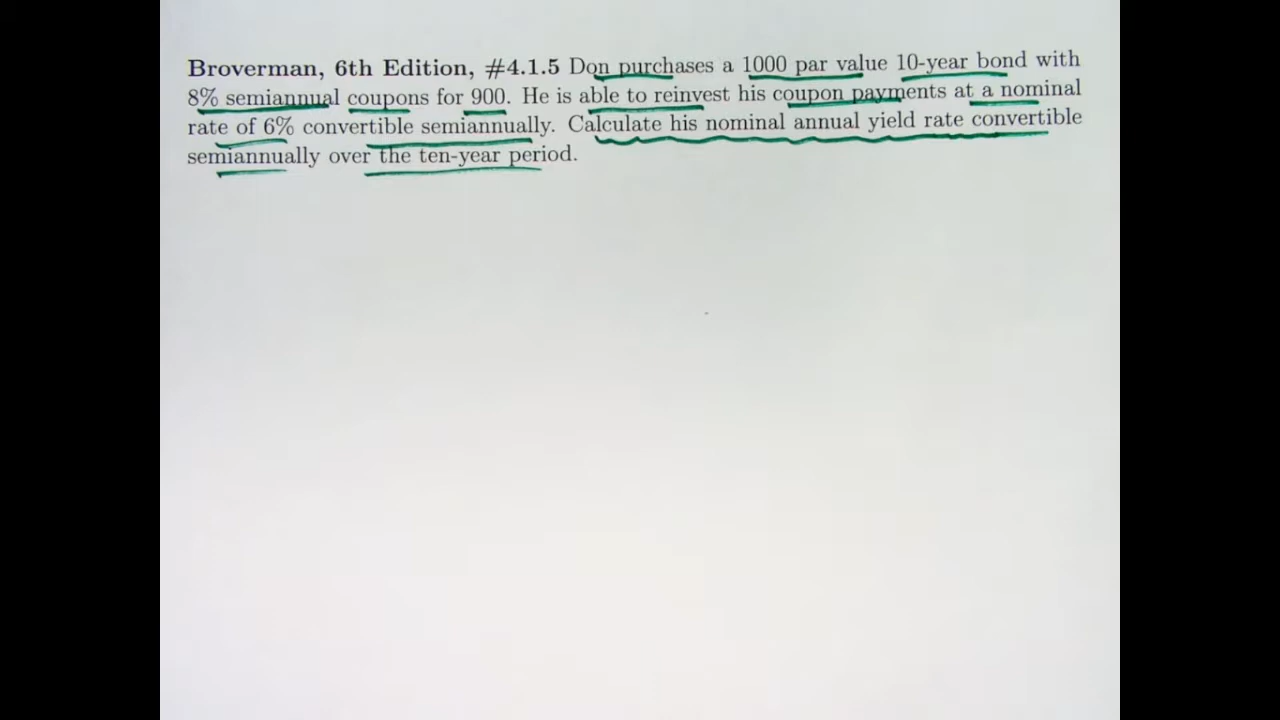 Broverman, 6th Edition, #4.1.5 Don purchases a 1000 par value 10-year bond with
8% semiannual coupons for 900. He is able to reinvest his coupon payments at a nominal
rate of 6% convertible semiannually. Calculate his nominal annual yield rate convertible
semiannually over the ten-year period.